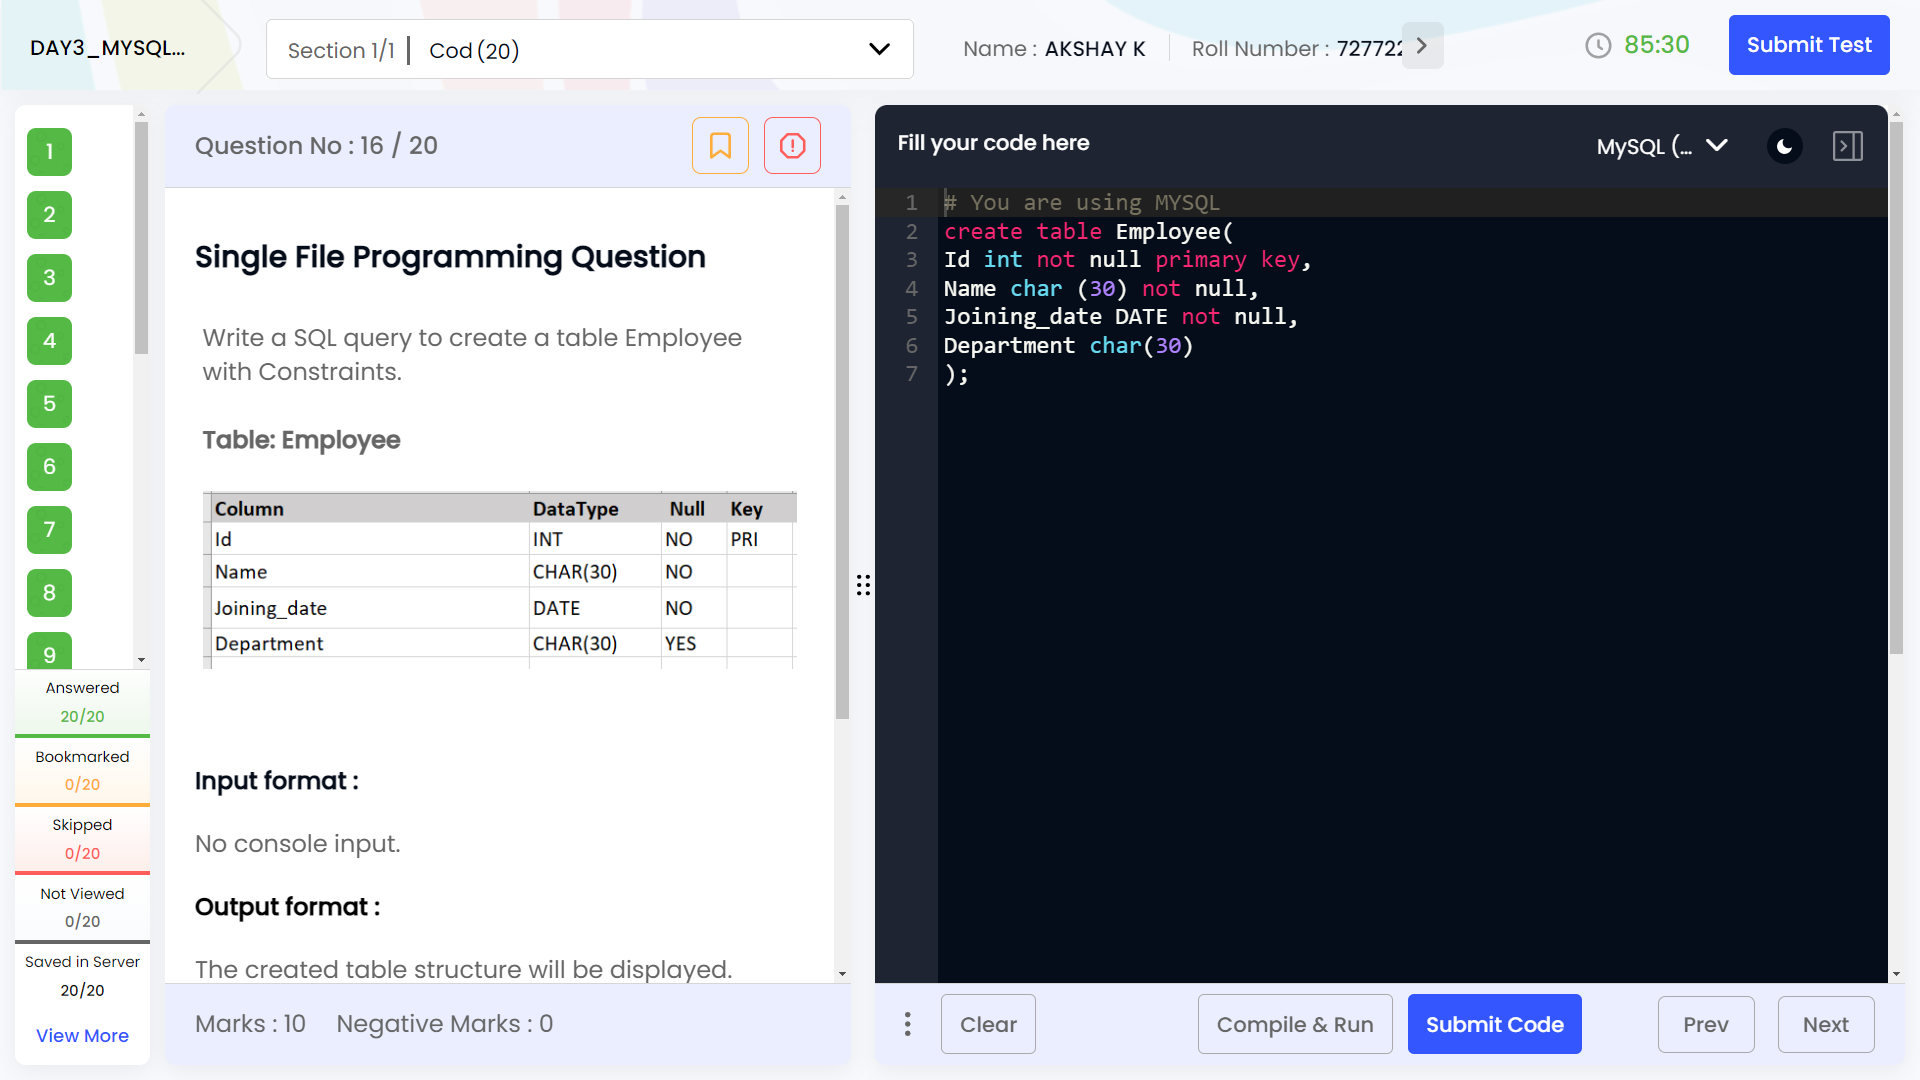 DAY3_MYSQL...
Section 1/1 | Cod (20)
Name : AKSHAY K
Roll Number : 727722
85:30
Submit Test
1
2
3
4
5
6
7
8
9
Answered
20/20
Bookmarked
0/20
Skipped
0/20
Not Viewed
0/20
Saved in Server
20/20
View More
Question No : 16 / 20
Single File Programming Question
Write a SQL query to create a table Employee
with Constraints.
Table: Employee
Column DataType Null Key
Id INT NO PRI
Name CHAR(30) NO
Joining_date DATE NO
Department CHAR(30) YES
Input format :
No console input.
Output format :
The created table structure will be displayed.
Marks : 10 Negative Marks : 0
Fill your code here
MySQL (...
1 # You are using MYSQL
2 create table Employee(
3 Id int not null primary key,
4 Name char (30) not null,
5 Joining_date DATE not null,
6 Department char(30)
7 );
Clear
Compile & Run
Submit Code
Prev
Next